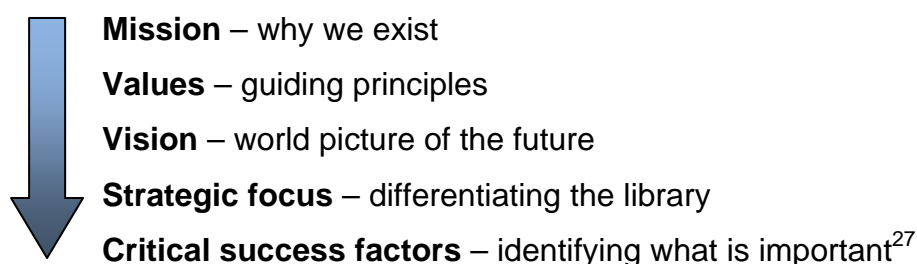 Mission – why we exist
Values – guiding principles
Vision – world picture of the future
Strategic focus – differentiating the library
Critical success factors – identifying what is important27